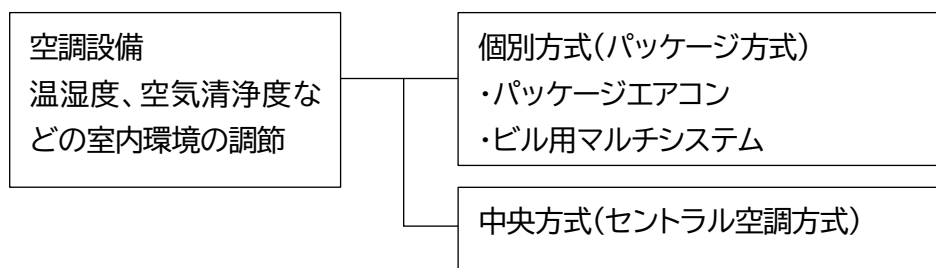 空調設備
温湿度、空気清浄度な
どの室内環境の調節
個別方式(パッケージ方式)
・パッケージエアコン
・ビル用マルチシステム
中央方式(セントラル空調方式)